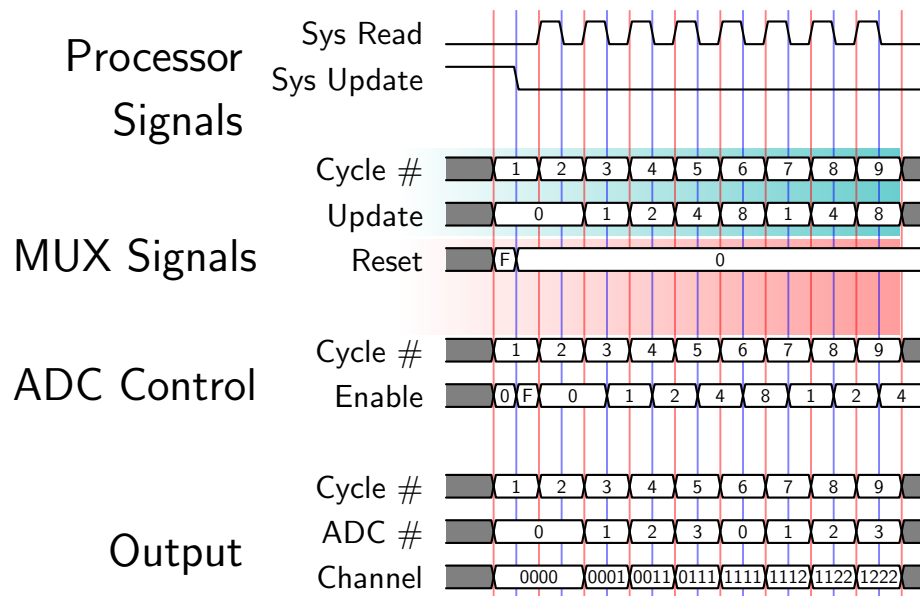 Processor
Signals
Sys Read
Sys Update
MUX Signals
Cycle # 1 2 3 4 5 6 7 8 9
Update 0 1 2 4 8 1 4 8
Reset F 0
ADC Control
Cycle # 1 2 3 4 5 6 7 8 9
Enable 0 F 0 1 2 4 8 1 2 4
Output
Cycle # 1 2 3 4 5 6 7 8 9
ADC # 0 1 2 3 0 1 2 3
Channel 0000 0001 0011 0111 1111 1112 1122 1222